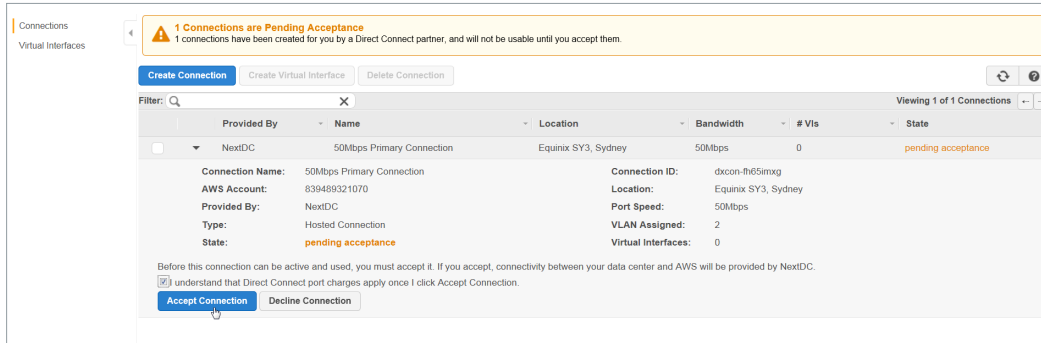 Connections
Virtual Interfaces
1 Connections are Pending Acceptance
1 connections have been created for you by a Direct Connect partner, and will not be usable until you accept them.
Create Connection Create Virtual Interface Delete Connection
Filter: Viewing 1 of 1 Connections
Provided By Name Location Bandwidth # VIs State
NextDC 50Mbps Primary Connection Equinix SY3, Sydney 50Mbps 0 pending acceptance
Connection Name: 50Mbps Primary Connection Connection ID: dxcon-fh65imxg
AWS Account: 839489321070 Location: Equinix SY3, Sydney
Provided By: NextDC Port Speed: 50Mbps
Type: Hosted Connection VLAN Assigned: 2
State: pending acceptance Virtual Interfaces: 0
Before this connection can be active and used, you must accept it. If you accept, connectivity between your data center and AWS will be provided by NextDC.
I understand that Direct Connect port charges apply once I click Accept Connection.
Accept Connection Decline Connection